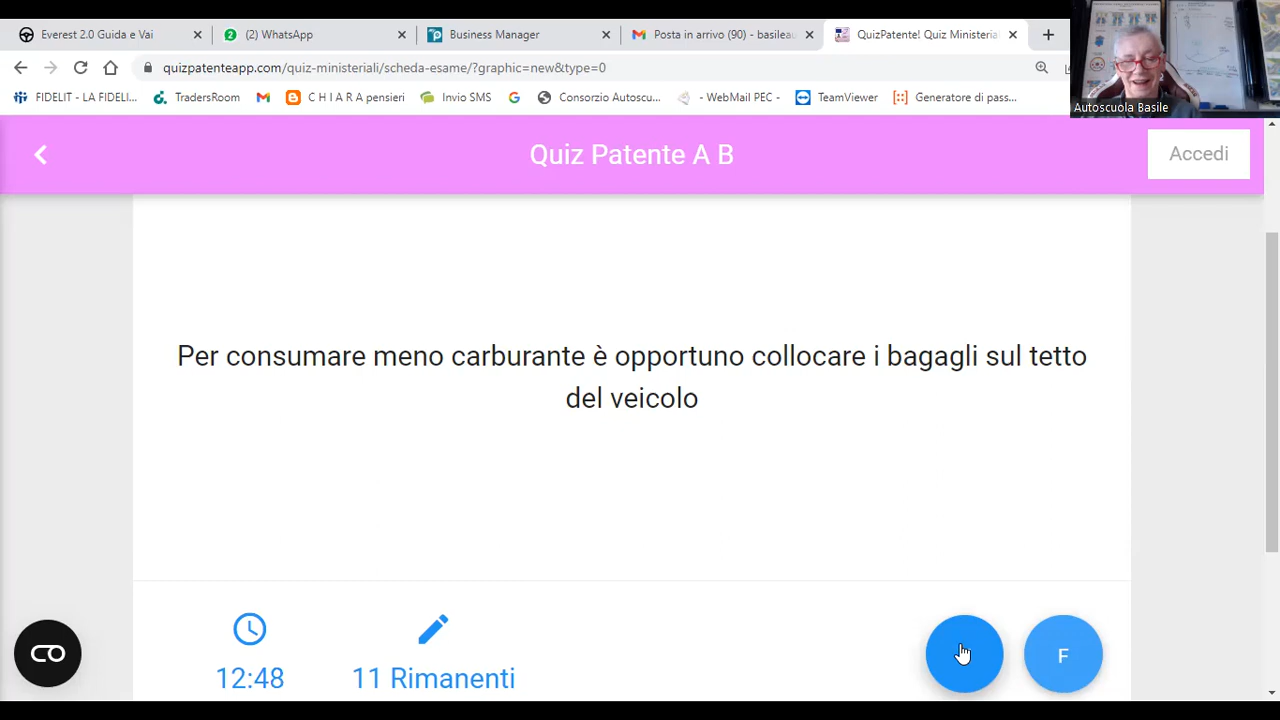 Everest 2.0 Guida e Vai
(2) WhatsApp
Business Manager
Posta in arrivo (90) - basileau
QuizPatente! Quiz Ministeria
quizpatenteapp.com/quiz-ministeriali/scheda-esame/?graphic=new&type=0
FIDELIT - LA FIDELI...
TradersRoom
C H I A R A pensieri
Invio SMS
Consorzio Autoscu...
- WebMail PEC -
TeamViewer
Generatore di pass...
Autoscuola Basile
Quiz Patente A B
Accedi
Per consumare meno carburante è opportuno collocare i bagagli sul tetto
del veicolo
12:48
11 Rimanenti
F